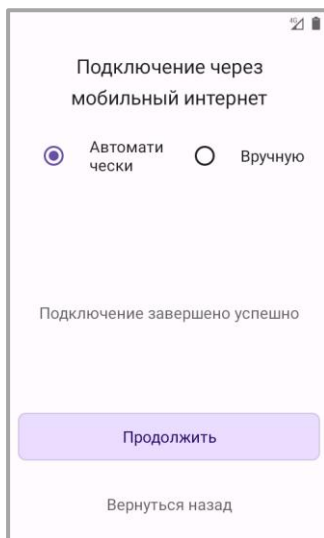 Подключение через
мобильный интернет
Автомати
чески
Вручную
Подключение завершено успешно
Продолжить
Вернуться назад